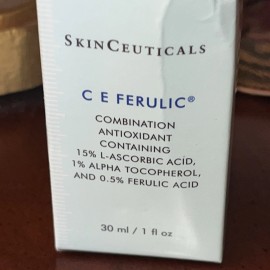 SKINCEUTICALS
C E FERULIC®
COMBINATION
ANTIOXIDANT
CONTAINING
15% L-ASCORBIC ACID,
1% ALPHA TOCOPHEROL,
AND 0.5% FERULIC ACID
30 ml / 1 fl oz